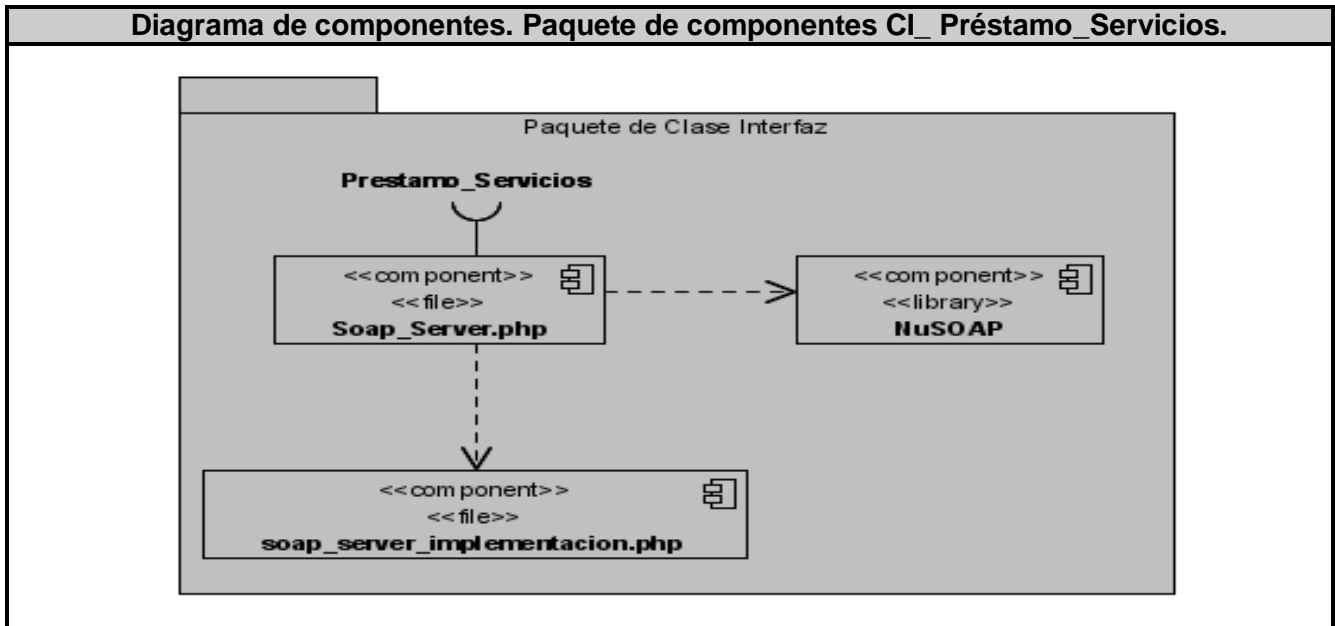 Diagrama de componentes. Paquete de componentes CI_ Préstamo_Servicios.
Paquete de Clase Interfaz
Prestamo_Servicios
<<component>>
<<file>>
Soap_Server.php
<<component>>
<<library>>
NuSOAP
<<component>>
<<file>>
soap_server_implementacion.php